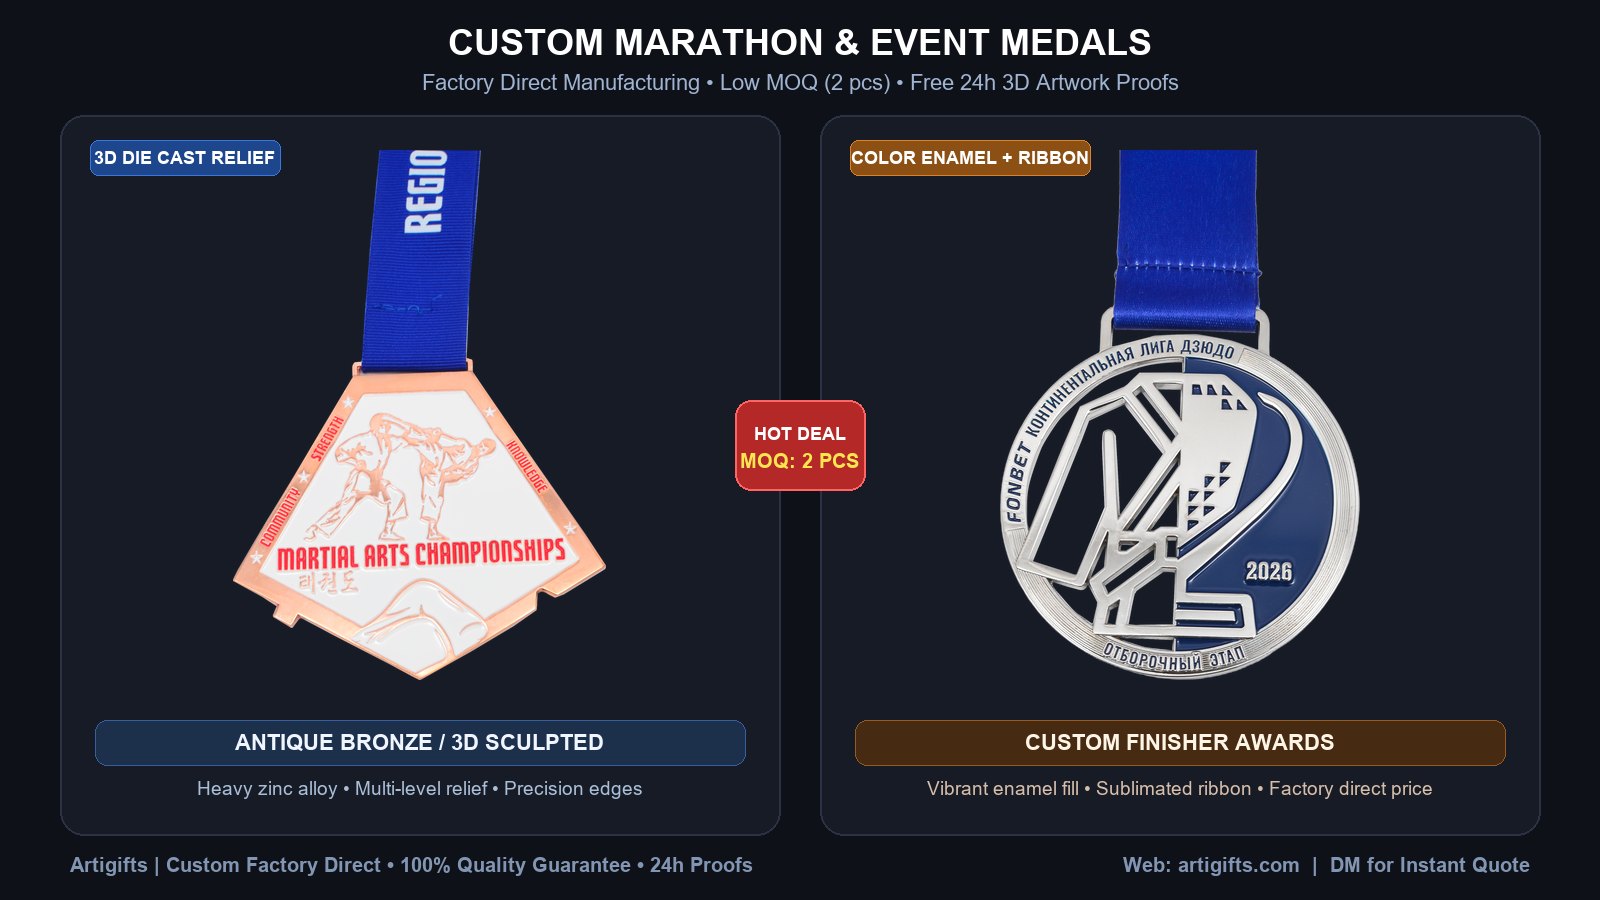 CUSTOM MARATHON & EVENT MEDALS
Factory Direct Manufacturing • Low MOQ (2 pcs) • Free 24h 3D Artwork Proofs
3D DIE CAST RELIEF
REGIO
STRENGTH
COMMUNITY
KNOWLEDGE
MARTIAL ARTS CHAMPIONSHIPS
태권도
ANTIQUE BRONZE / 3D SCULPTED
Heavy zinc alloy • Multi-level relief • Precision edges
HOT DEAL
MOQ: 2 PCS
COLOR ENAMEL + RIBBON
FONBET КОНТИНЕНТАЛЬНАЯ ЛИГА ДЗЮДО
2026
ОТБОРОЧНЫЙ ЭТАП
CUSTOM FINISHER AWARDS
Vibrant enamel fill • Sublimated ribbon • Factory direct price
Artigifts | Custom Factory Direct • 100% Quality Guarantee • 24h Proofs
Web: artigifts.com | DM for Instant Quote